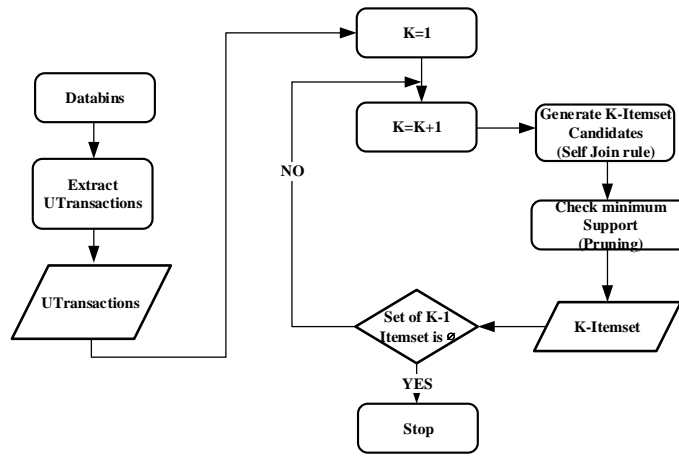 Databins
Extract
UTransactions
UTransactions
K=1
K=K+1
Generate K-Itemset
Candidates
(Self Join rule)
Check minimum
Support
(Pruning)
K-Itemset
Set of K-1
Itemset is ø
NO
YES
Stop